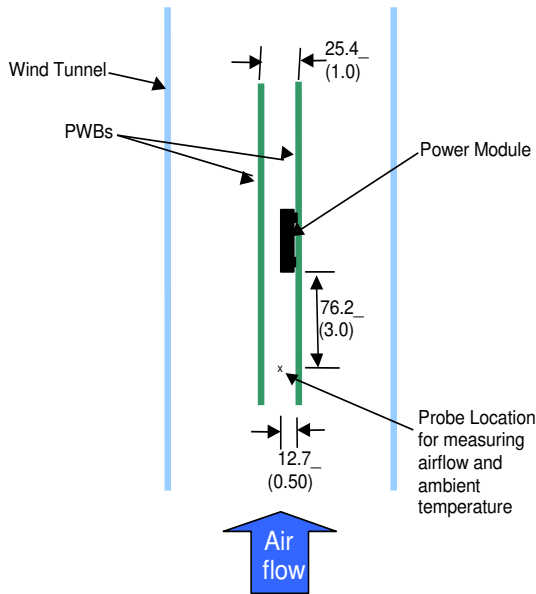 25.4_
(1.0)
Wind Tunnel
PWBs
Power Module
76.2_
(3.0)
x
Probe Location
for measuring
airflow and
ambient
temperature
12.7_
(0.50)
Air
flow